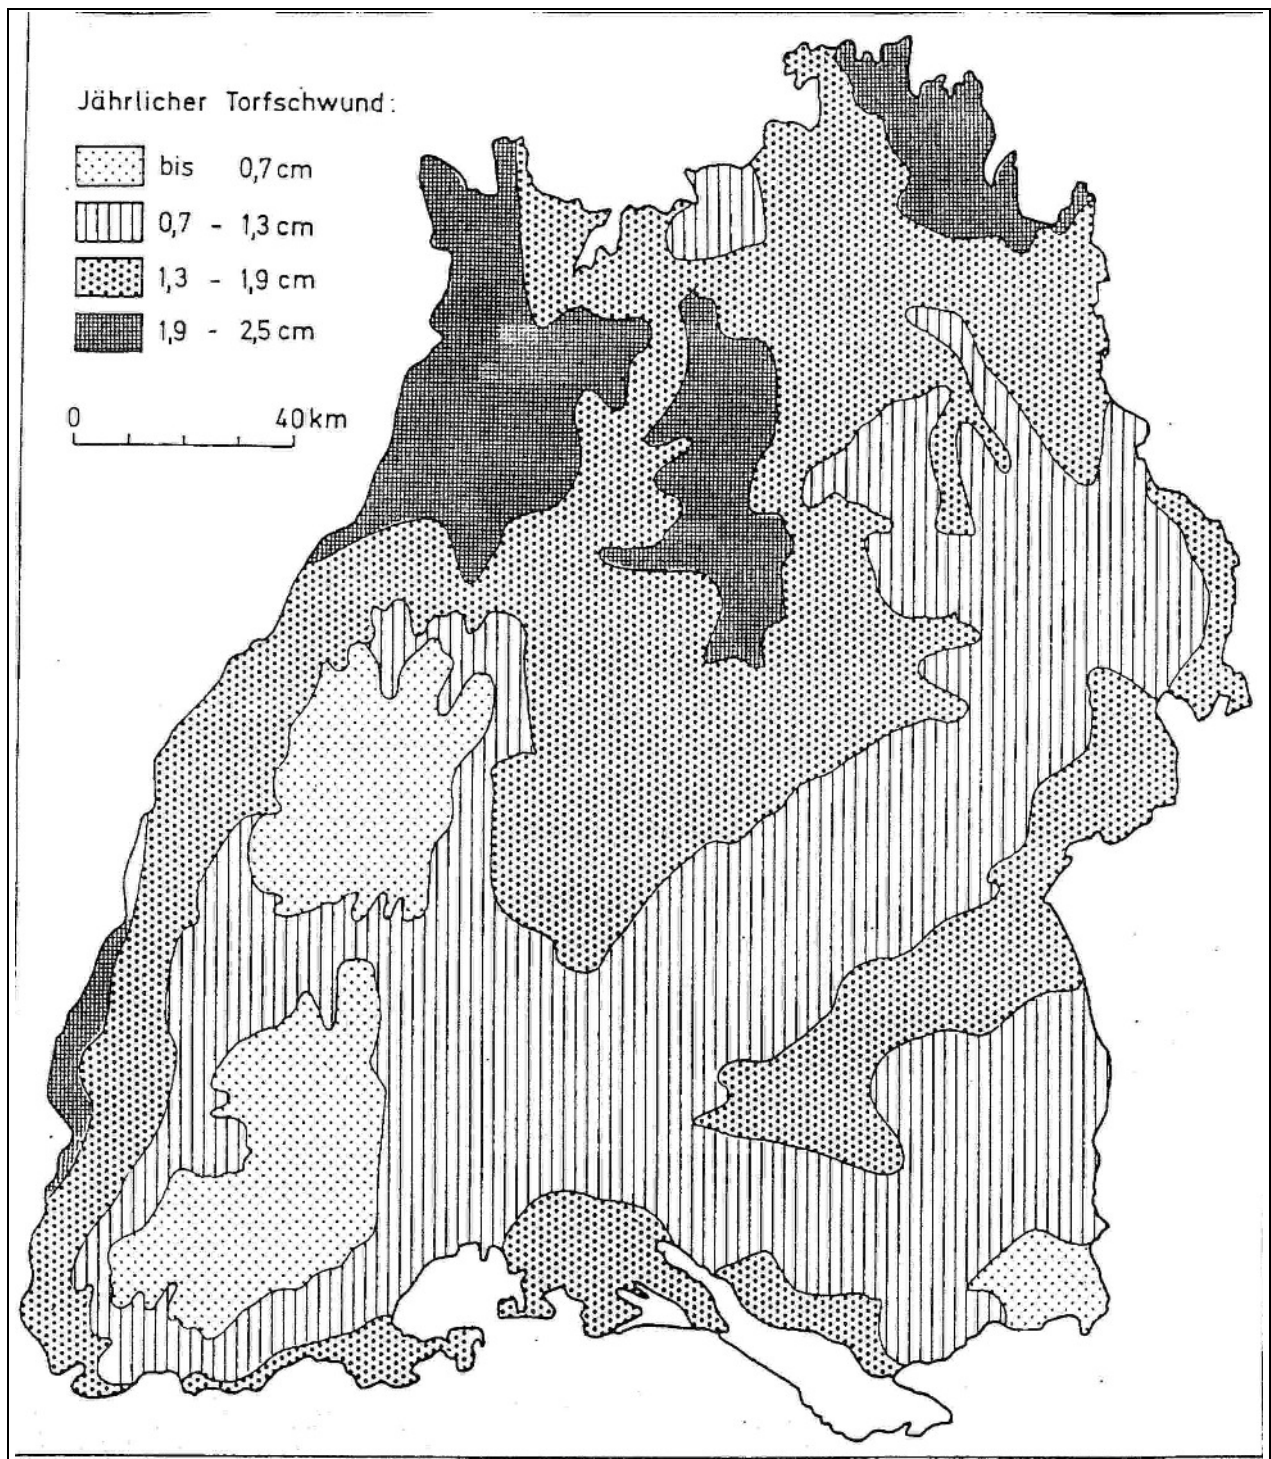 Jährlicher Torfschwund:
bis 0,7 cm
0,7 - 1,3 cm
1,3 - 1,9 cm
1,9 - 2,5 cm
0 40 km